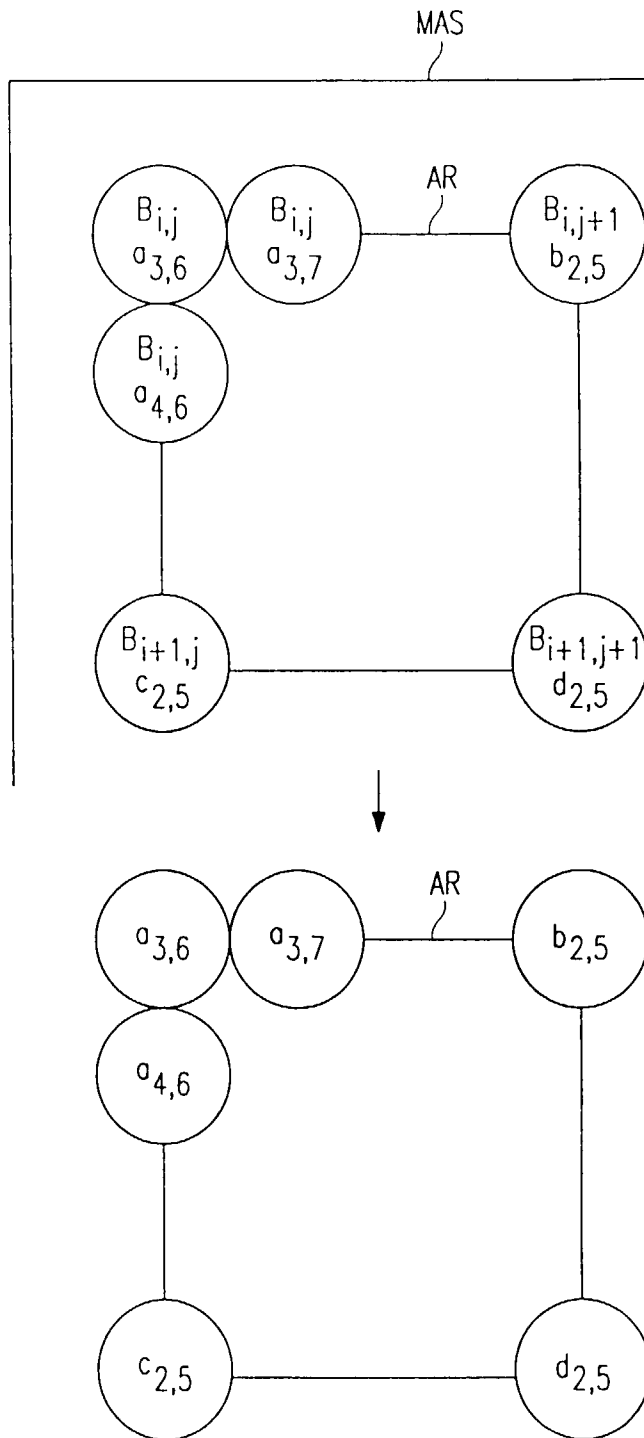 MAS
AR
B_{i,j} a_{3,6}
B_{i,j} a_{3,7}
B_{i,j+1} b_{2,5}
B_{i,j} a_{4,6}
B_{i+1,j} c_{2,5}
B_{i+1,j+1} d_{2,5}
AR
a_{3,6} a_{3,7} b_{2,5}
a_{4,6}
c_{2,5} d_{2,5}